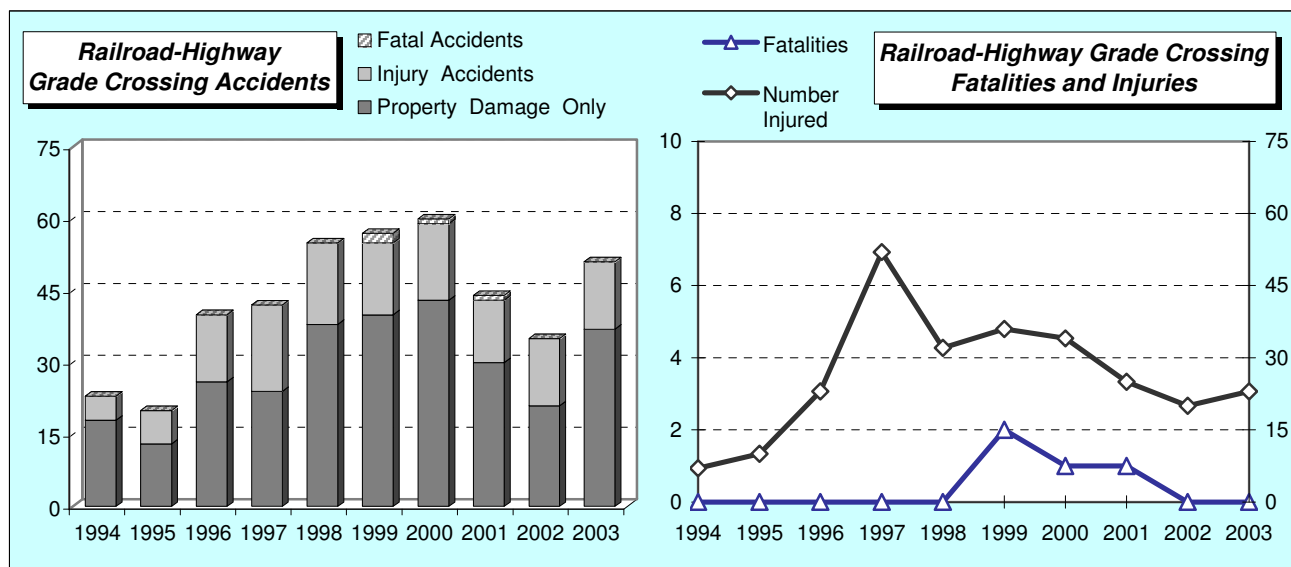 Railroad-Highway
Grade Crossing Accidents
Fatal Accidents
Injury Accidents
Property Damage Only
75
60
45
30
15
0
1994 1995 1996 1997 1998 1999 2000 2001 2002 2003
Fatalities
Number
Injured
Railroad-Highway Grade Crossing
Fatalities and Injuries
10
8
6
4
2
0
75
60
45
30
15
0
1994 1995 1996 1997 1998 1999 2000 2001 2002 2003